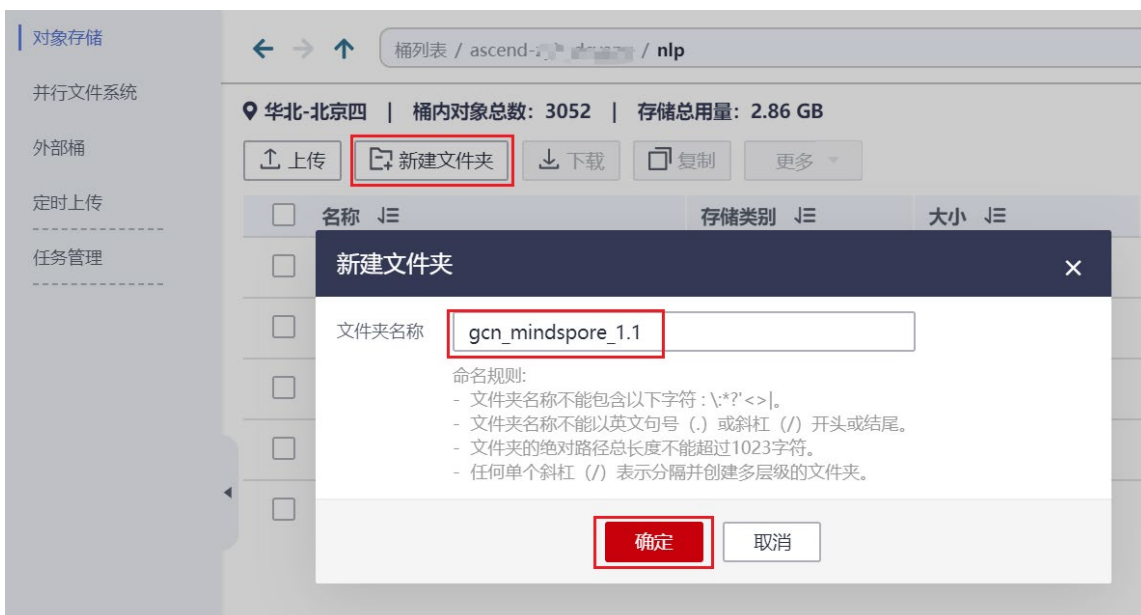 对象存储
并行文件系统
外部桶
定时上传
任务管理
桶列表 / ascend- / nlp
华北-北京四 | 桶内对象总数：3052 | 存储总用量：2.86 GB
上传 新建文件夹 下载 复制 更多
名称 存储类别 大小
新建文件夹
文件夹名称 gcn_mindspore_1.1
命名规则:
- 文件夹名称不能包含以下字符 : \:*?'<>|。
- 文件夹名称不能以英文句号（.）或斜杠（/）开头或结尾。
- 文件夹的绝对路径总长度不能超过1023字符。
- 任何单个斜杠（/）表示分隔并创建多层级的文件夹。
确定 取消